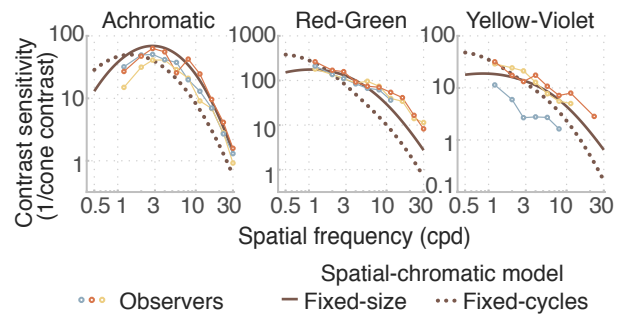 Achromatic Red-Green Yellow-Violet
Contrast sensitivity
(1/cone contrast)
100 10 1
1000 100 10 1
100 10 1 0.1
0.5 1 3 10 30 0.5 1 3 10 30 0.5 1 3 10 30
Spatial frequency (cpd)
Spatial-chromatic model
Observers Fixed-size Fixed-cycles